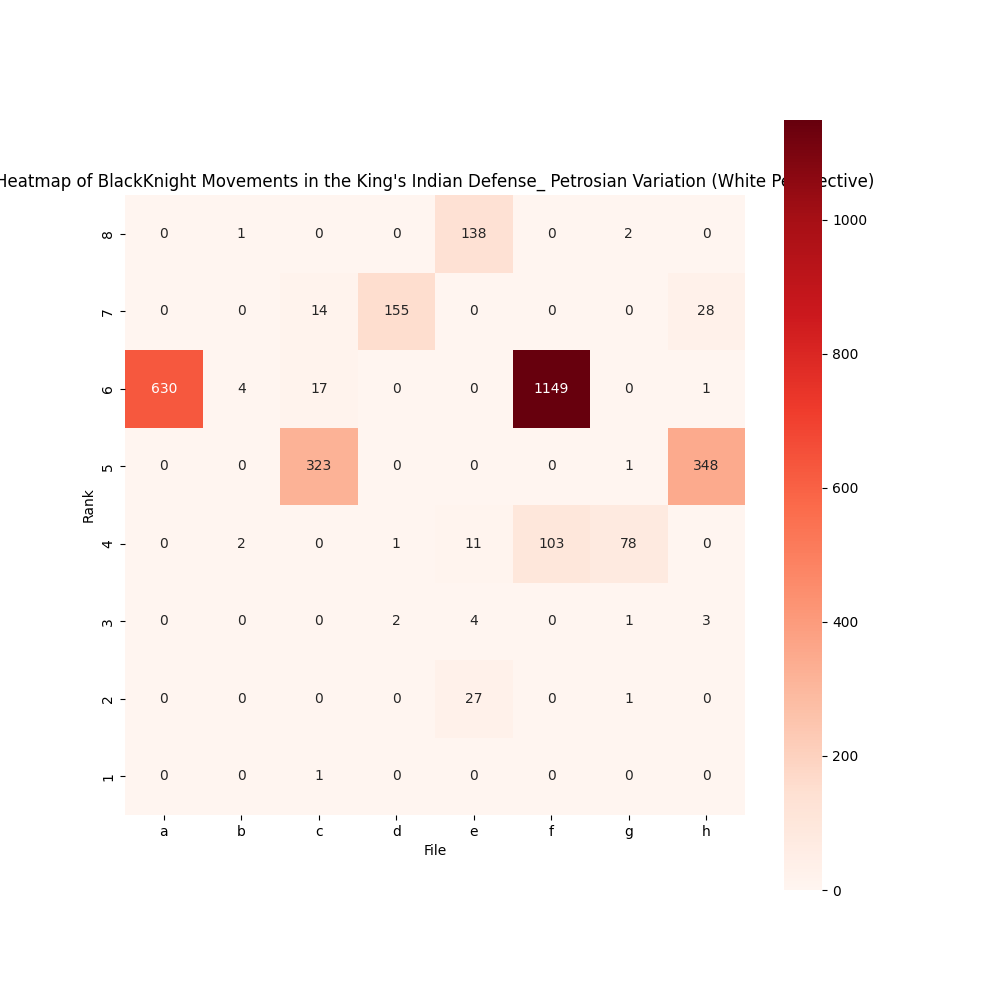 Heatmap of BlackKnight Movements in the King's Indian Defense_ Petrosian Variation (White Perspective)
8 0 1 0 0 138 0 2 0
7 0 0 14 155 0 0 0 28
6 630 4 17 0 0 1149 0 1
5 0 0 323 0 0 0 1 348
4 0 2 0 1 11 103 78 0
3 0 0 0 2 4 0 1 3
2 0 0 0 0 27 0 1 0
1 0 0 1 0 0 0 0 0
a b c d e f g h
File
Rank
1000
800
600
400
200
0